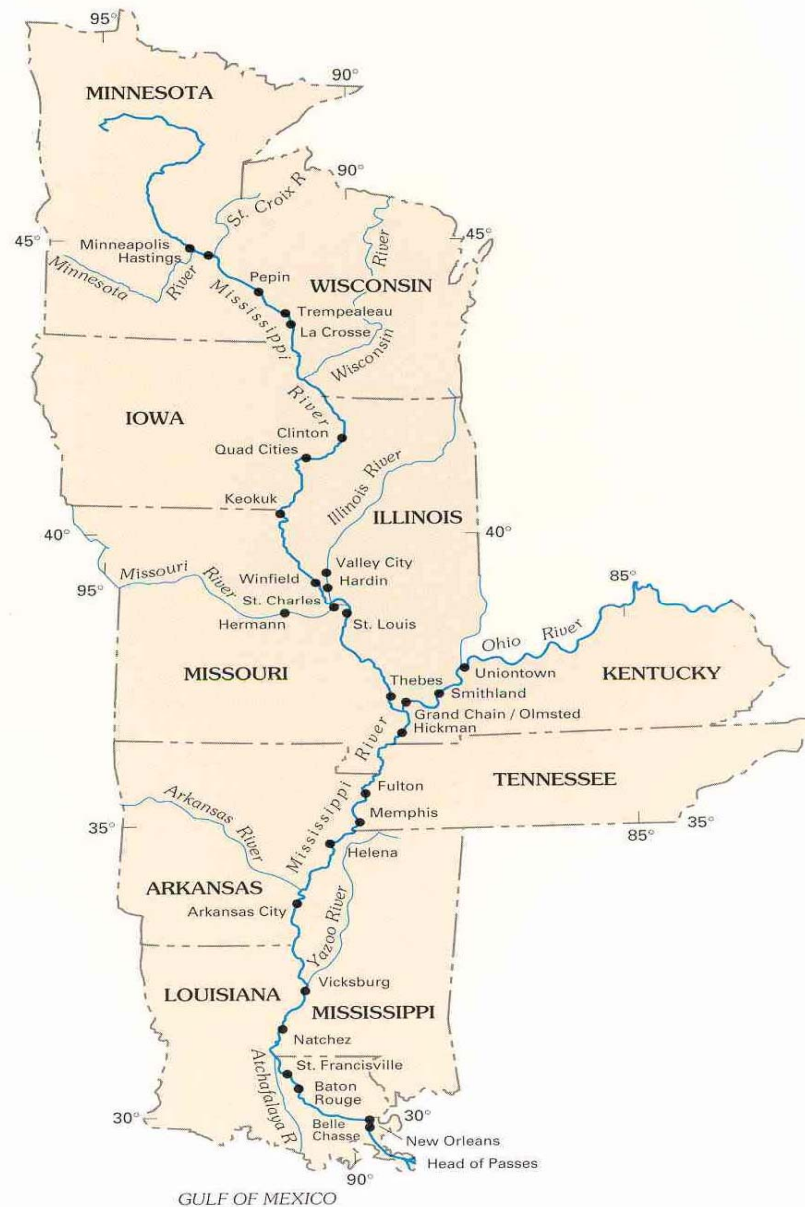 95°
90°
MINNESOTA
90°
St. Croix R
45°
45°
Minneapolis
Hastings
Minnesota
River
River
Mississippi
Pepin
WISCONSIN
Trempealeau
La Crosse
Wisconsin
River
IOWA
Clinton
Quad Cities
Illinois River
Keokuk
ILLINOIS
40°
40°
95°
Missouri
River
Valley City
Winfield
Hardin
St. Charles
Hermann
St. Louis
85°
Ohio River
MISSOURI
Thebes
Uniontown
KENTUCKY
Smithland
Grand Chain / Olmsted
Hickman
River
Mississippi
TENNESSEE
Fulton
Arkansas
River
Memphis
35°
85°
35°
Helena
ARKANSAS
Arkansas City
Yazoo River
LOUISIANA
Vicksburg
MISSISSIPPI
Natchez
Atchafalaya R
St. Francisville
Baton
Rouge
30°
30°
Belle
Chasse
New Orleans
Head of Passes
90°
GULF OF MEXICO